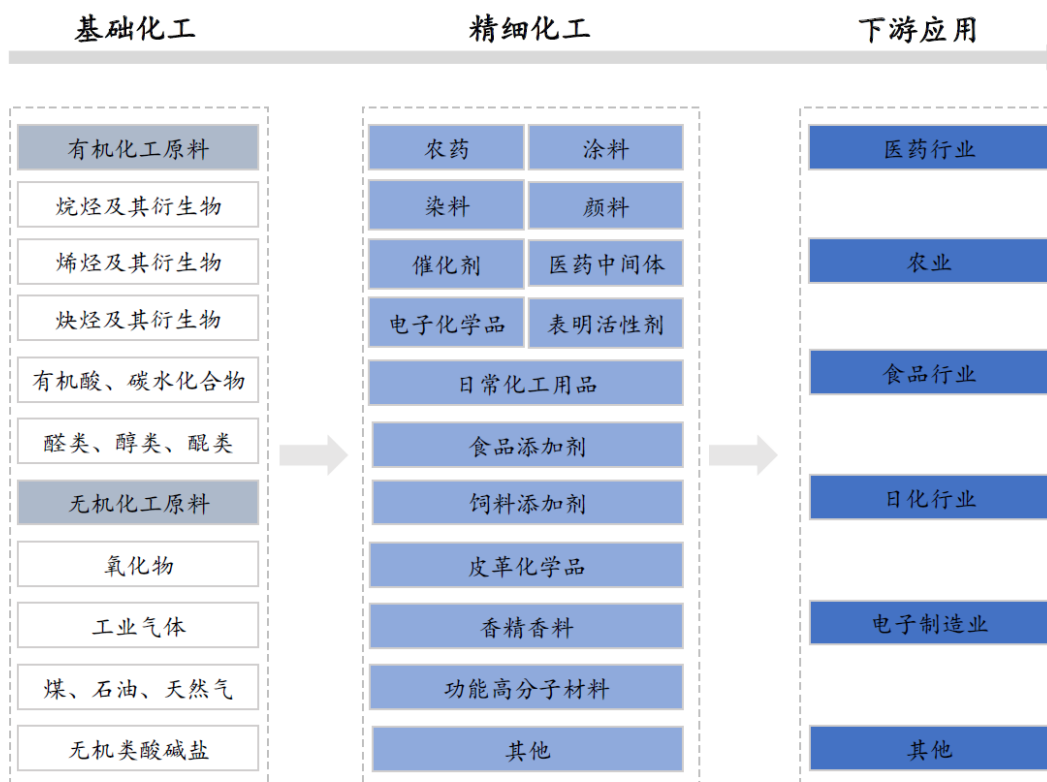 基础化工
精细化工
下游应用
有机化工原料
烷烃及其衍生物
烯烃及其衍生物
炔烃及其衍生物
有机酸、碳水化合物
醛类、醇类、醌类
无机化工原料
氧化物
工业气体
煤、石油、天然气
无机类酸碱盐
农药
涂料
染料
颜料
催化剂
医药中间体
电子化学品
表明活性剂
日常化工用品
食品添加剂
饲料添加剂
皮革化学品
香精香料
功能高分子材料
其他
医药行业
农业
食品行业
日化行业
电子制造业
其他